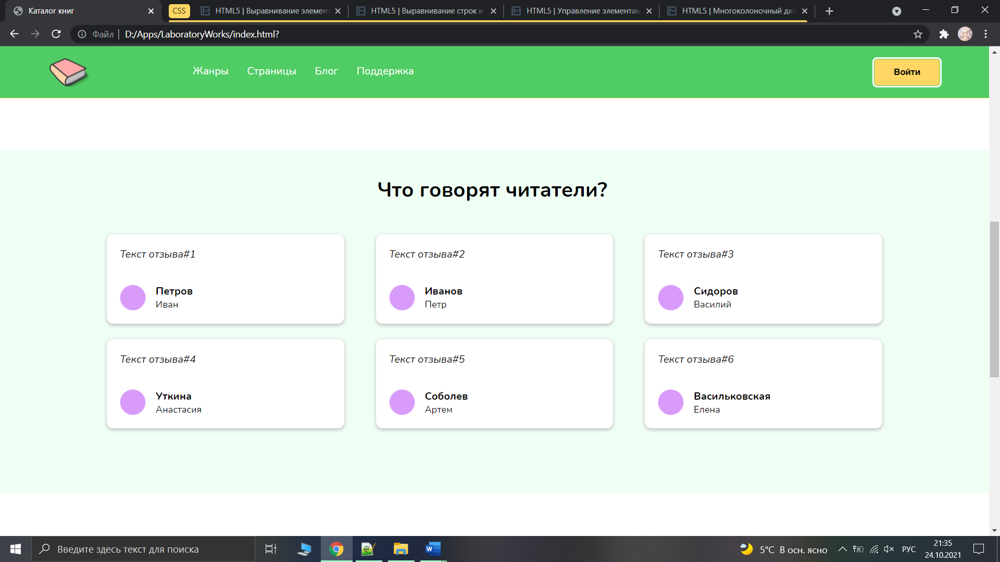 Каталог книг
CSS
HTML5 | Выравнивание элемен
HTML5 | Выравнивание строк и
HTML5 | Управление элементам
HTML5 | Многоколоночный диз
Файл | D:/Apps/LaboratoryWorks/index.html?
Жанры Страницы Блог Поддержка
Войти
Что говорят читатели?
Текст отзыва#1
Петров
Иван
Текст отзыва#2
Иванов
Петр
Текст отзыва#3
Сидоров
Василий
Текст отзыва#4
Уткина
Анастасия
Текст отзыва#5
Соболев
Артем
Текст отзыва#6
Васильковская
Елена
Введите здесь текст для поиска
5°C В осн. ясно
РУС
21:35
24.10.2021